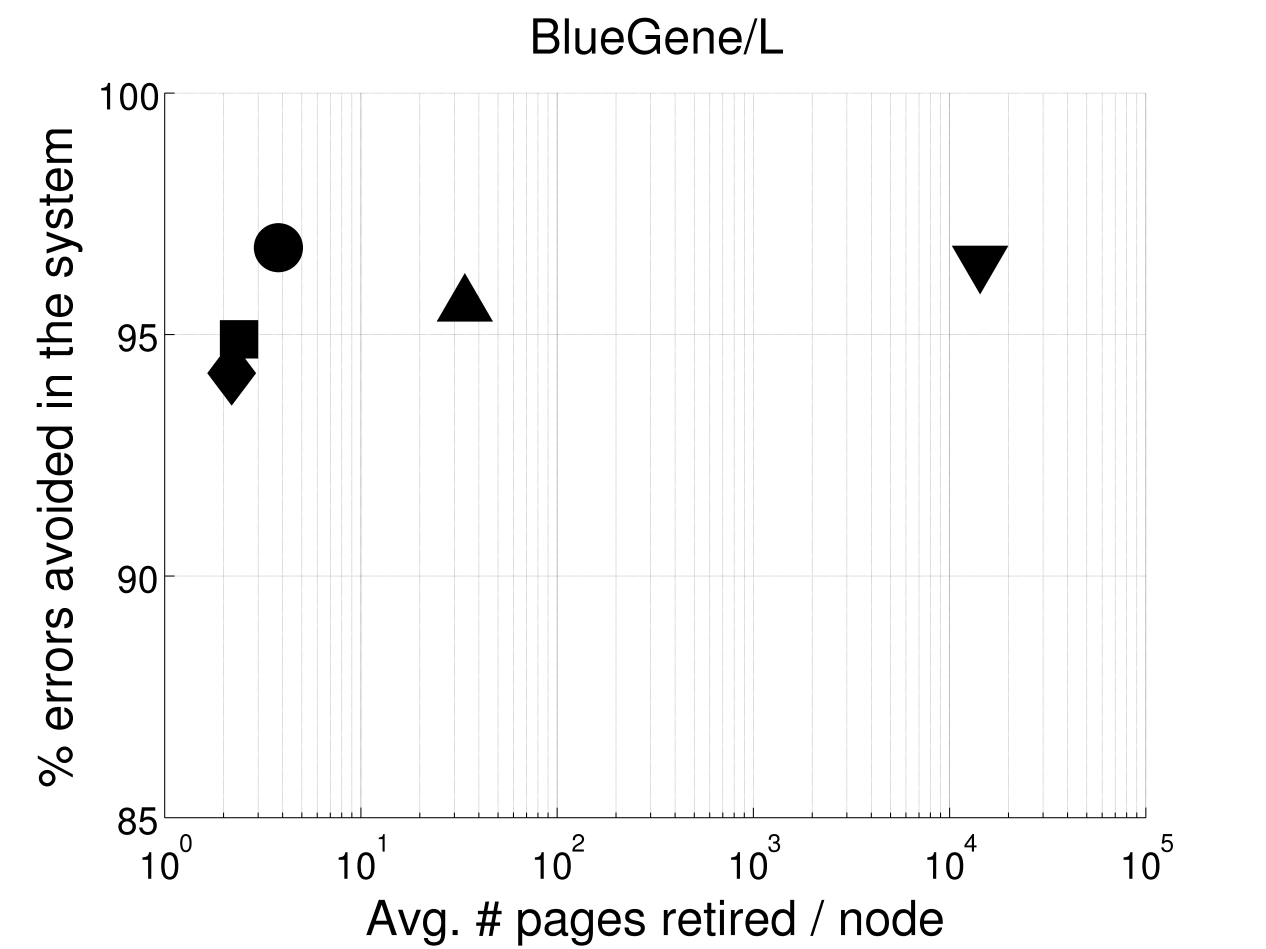 BlueGene/L
% errors avoided in the system
100
95
90
85
10^0 10^1 10^2 10^3 10^4 10^5
Avg. # pages retired / node